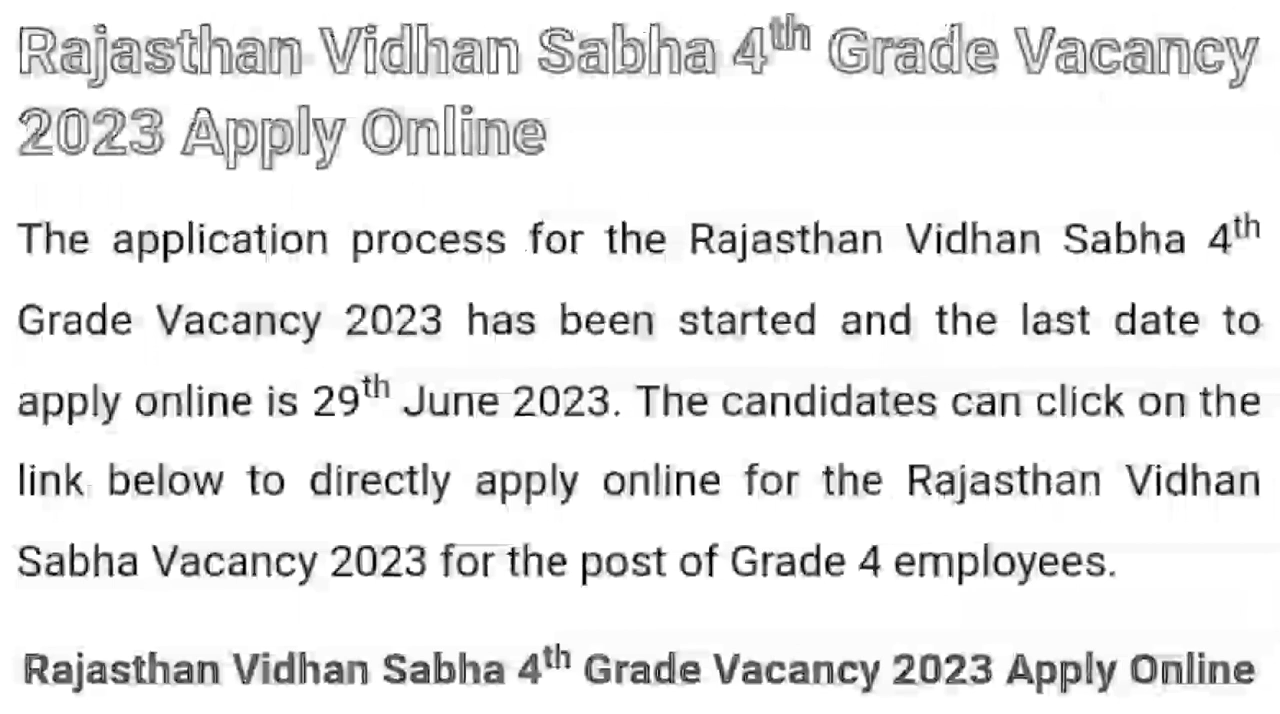 Rajasthan Vidhan Sabha 4th Grade Vacancy
2023 Apply Online
The application process for the Rajasthan Vidhan Sabha 4th
Grade Vacancy 2023 has been started and the last date to
apply online is 29th June 2023. The candidates can click on the
link below to directly apply online for the Rajasthan Vidhan
Sabha Vacancy 2023 for the post of Grade 4 employees.
Rajasthan Vidhan Sabha 4th Grade Vacancy 2023 Apply Online